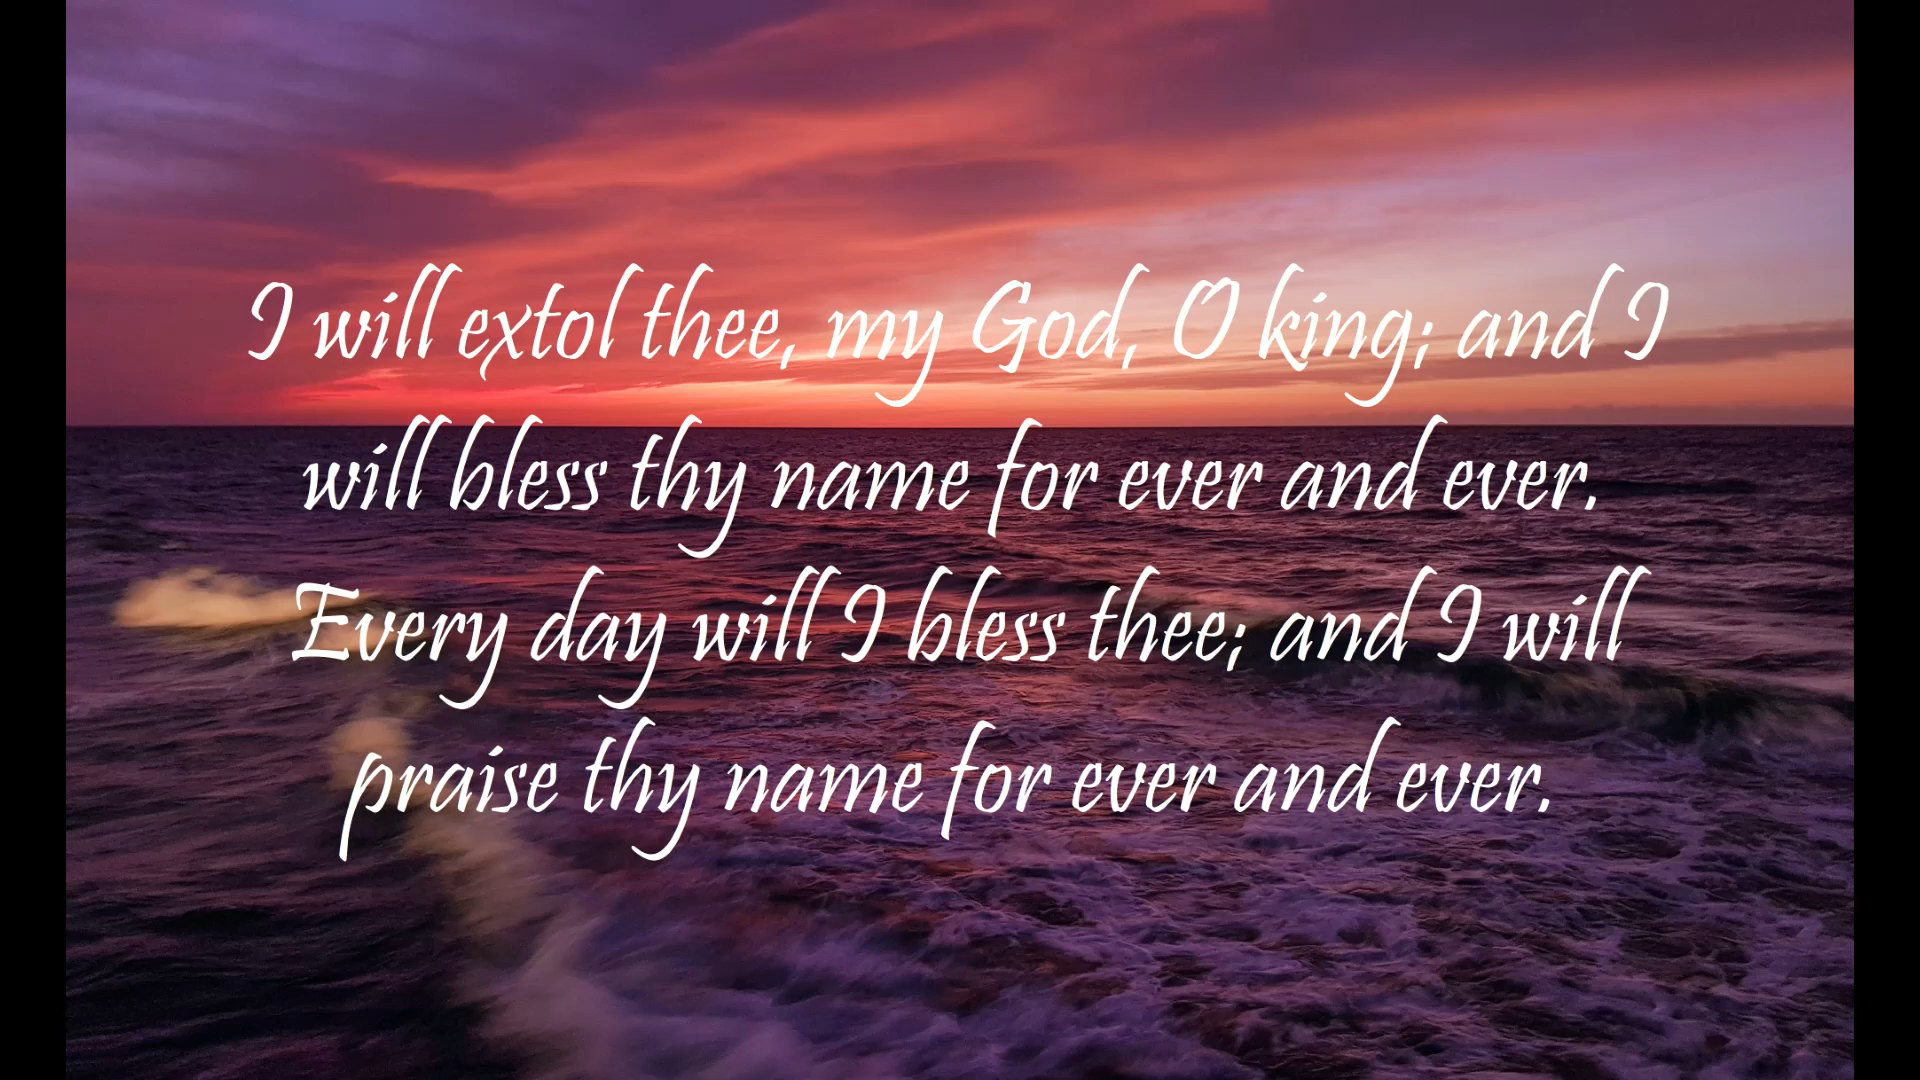 I will extol thee, my God, O king; and I
will bless thy name for ever and ever.
Every day will I bless thee; and I will
praise thy name for ever and ever.